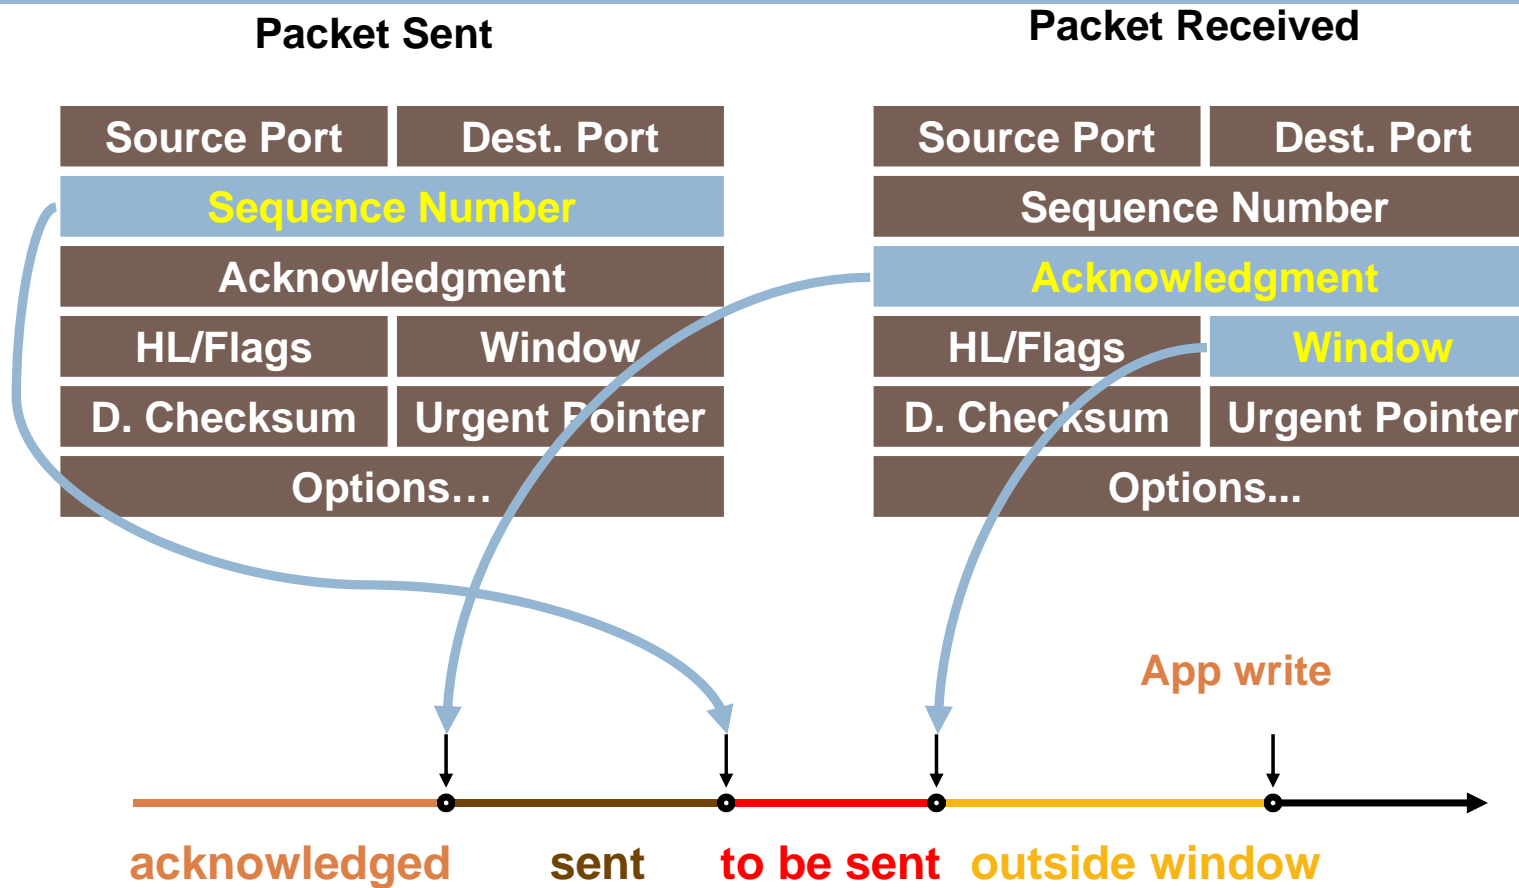 Packet Sent
Packet Received
Source Port Dest. Port
Sequence Number
Acknowledgment
HL/Flags Window
D. Checksum Urgent Pointer
Options…
Source Port Dest. Port
Sequence Number
Acknowledgment
HL/Flags Window
D. Checksum Urgent Pointer
Options...
App write
acknowledged sent to be sent outside window